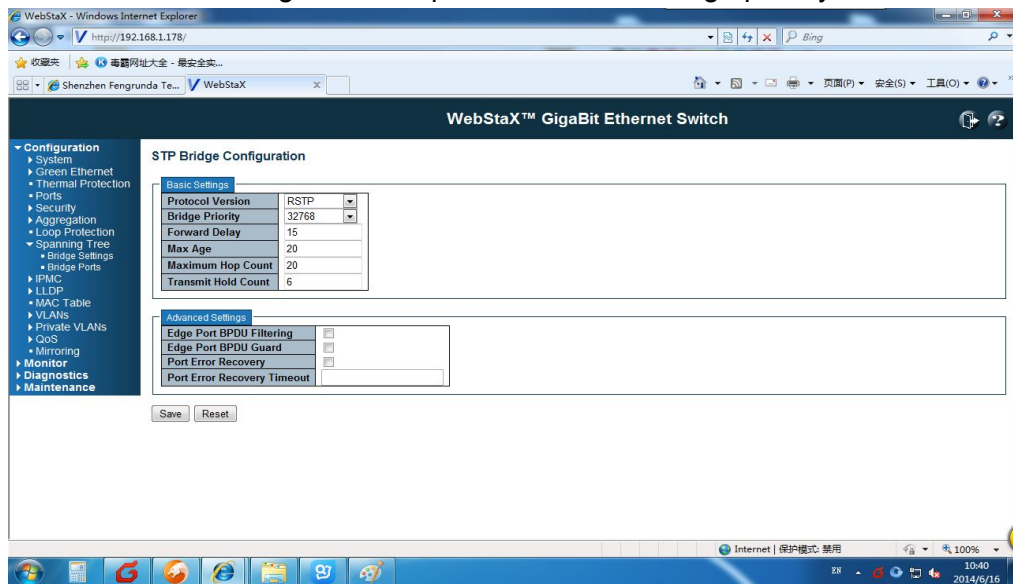 WebStaX - Windows Internet Explorer
http://192.168.1.178/
Bing
收藏夹 毒霸网址大全 - 最安全实...
Shenzhen Fengrunda Te... WebStaX x
页面(P) 安全(S) 工具(O)
WebStaX™ GigaBit Ethernet Switch
Configuration
System
Green Ethernet
Thermal Protection
Ports
Security
Aggregation
Loop Protection
Spanning Tree
Bridge Settings
Bridge Ports
IPMC
LLDP
MAC Table
VLANs
Private VLANs
QoS
Mirroring
Monitor
Diagnostics
Maintenance
STP Bridge Configuration
Basic Settings
Protocol Version RSTP
Bridge Priority 32768
Forward Delay 15
Max Age 20
Maximum Hop Count 20
Transmit Hold Count 6
Advanced Settings
Edge Port BPDU Filtering
Edge Port BPDU Guard
Port Error Recovery
Port Error Recovery Timeout
Save Reset
Internet | 保护模式: 禁用 100%
EN 10:40
2014/6/16